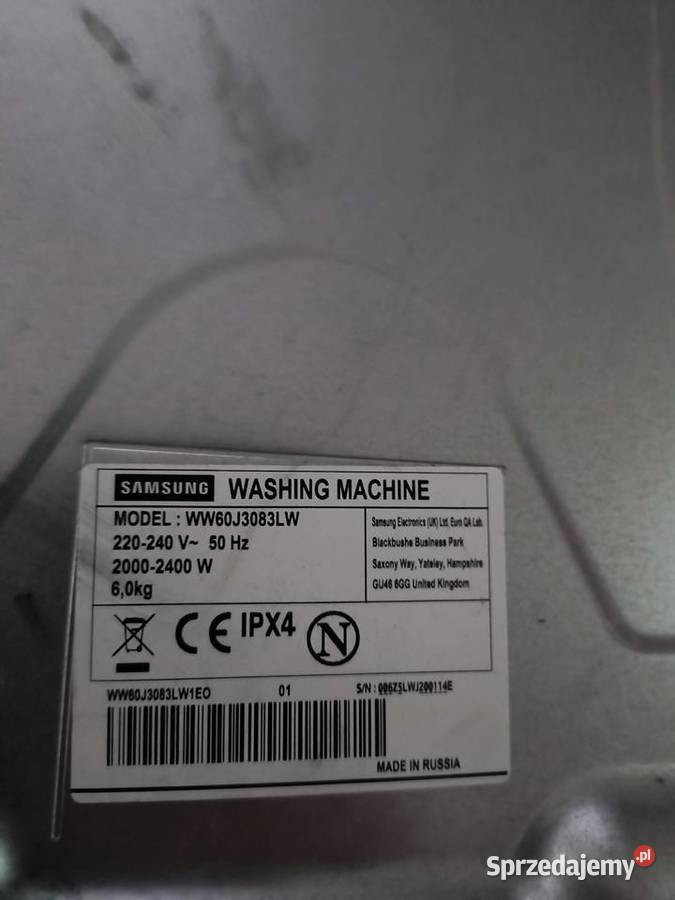 SAMSUNG WASHING MACHINE
MODEL : WW60J3083LW
220-240 V~ 50 Hz
2000-2400 W
6,0kg
Samsung Electronics (UK) Ltd, Euro QA Lab.
Blackbushe Business Park
Saxony Way, Yateley, Hampshire
GU46 6GG United Kingdom
CE IPX4 N
WW60J3083LW1EO 01 S/N : 006Z5LWJ200114E
MADE IN RUSSIA
Sprzedajemy.pl